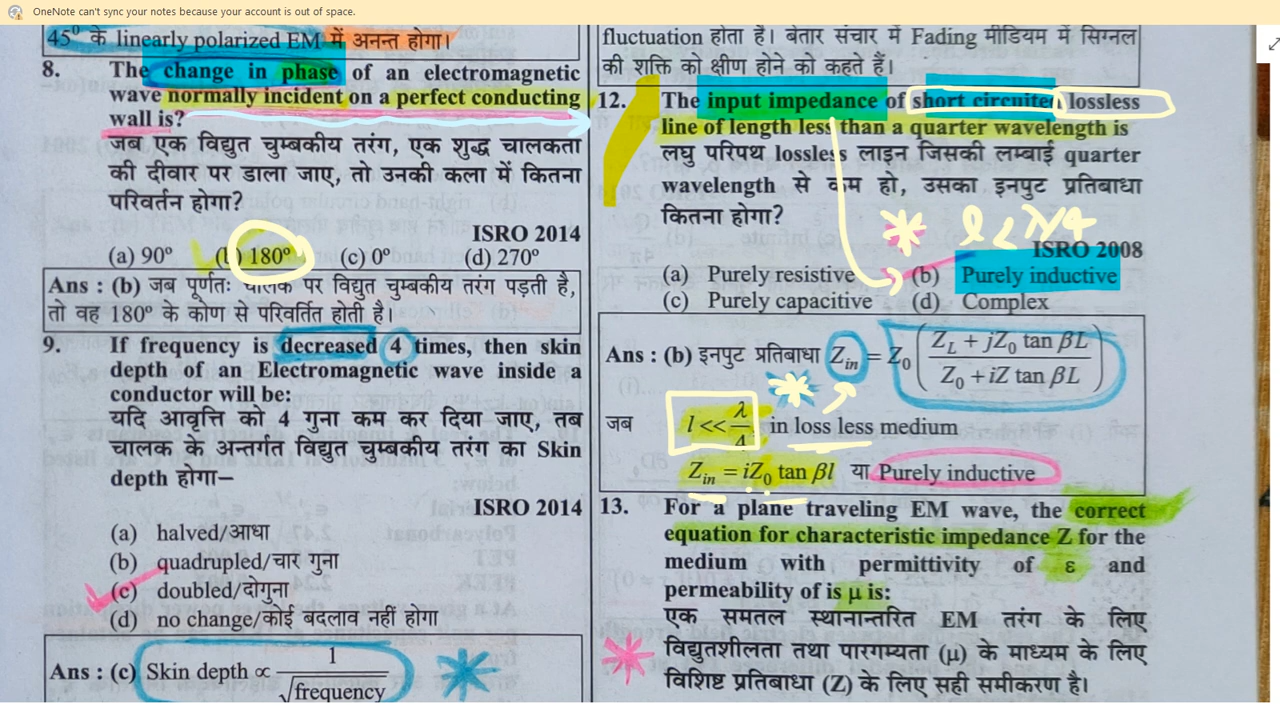 OneNote can't sync your notes because your account is out of space.
45⁰ के linearly polarized EM में अनन्त होगा।
8. The change in phase of an electromagnetic
wave normally incident on a perfect conducting
wall is?
जब एक विद्युत चुम्बकीय तरंग, एक शुद्ध चालकता
की दीवार पर डाला जाए, तो उनकी कला में कितना
परिवर्तन होगा?
ISRO 2014
(a) 90° (b) 180° (c) 0° (d) 270°
Ans : (b) जब पूर्णतः चालक पर विद्युत चुम्बकीय तरंग पड़ती है,
तो वह 180° के कोण से परिवर्तित होती है।
9. If frequency is decreased 4 times, then skin
depth of an Electromagnetic wave inside a
conductor will be:
यदि आवृत्ति को 4 गुना कम कर दिया जाए, तब
चालक के अन्तर्गत विद्युत चुम्बकीय तरंग का Skin
depth होगा–
ISRO 2014
(a) halved/आधा
(b) quadrupled/चार गुना
(c) doubled/दोगुना
(d) no change/कोई बदलाव नहीं होगा
Ans : (c) Skin depth ∝ 1/√frequency
fluctuation होता है। बेतार संचार में Fading मीडियम में सिग्नल
की शक्ति को क्षीण होने को कहते हैं।
12. The input impedance of short circuited lossless
line of length less than a quarter wavelength is
लघु परिपथ lossless लाइन जिसकी लम्बाई quarter
wavelength से कम हो, उसका इनपुट प्रतिबाधा
कितना होगा?
l < λ/4
ISRO 2008
(a) Purely resistive (b) Purely inductive
(c) Purely capacitive (d) Complex
Ans : (b) इनपुट प्रतिबाधा Zin = Z0 (ZL + jZ0 tan βL / Z0 + iZ tan βL)
जब l << λ/4 in loss less medium
Zin = iZ0 tan βl या Purely inductive
13. For a plane traveling EM wave, the correct
equation for characteristic impedance Z for the
medium with permittivity of ε and
permeability of is μ is:
एक समतल स्थानान्तरित EM तरंग के लिए
विद्युतशीलता तथा पारगम्यता (μ) के माध्यम के लिए
विशिष्ट प्रतिबाधा (Z) के लिए सही समीकरण है।